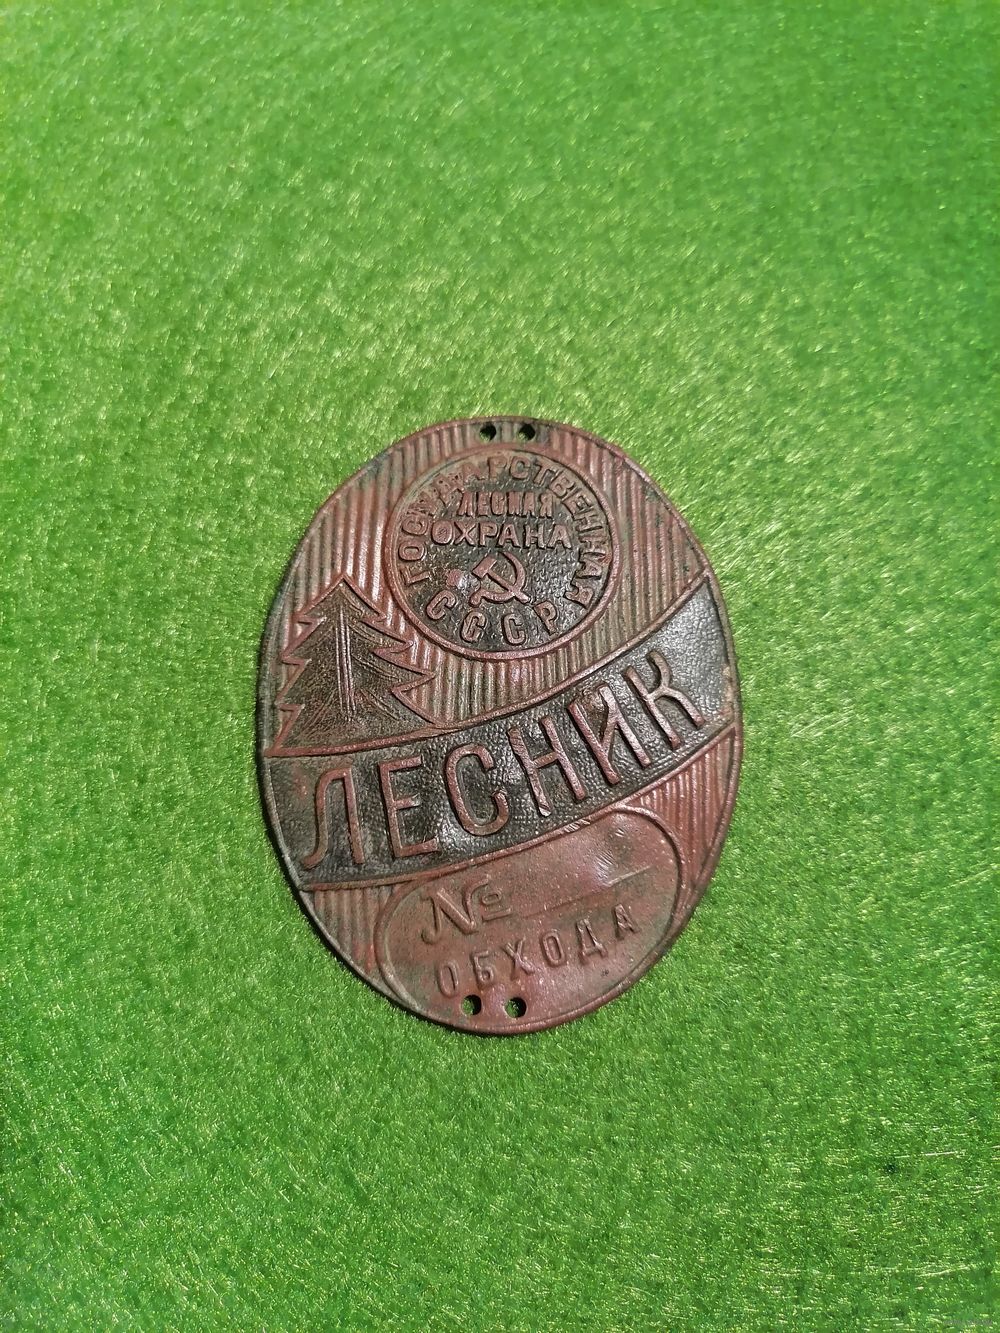 ГОСУДАРСТВЕННАЯ
ЛЕСНАЯ
ОХРАНА
СССР
ЛЕСНИК
№
ОБХОДА